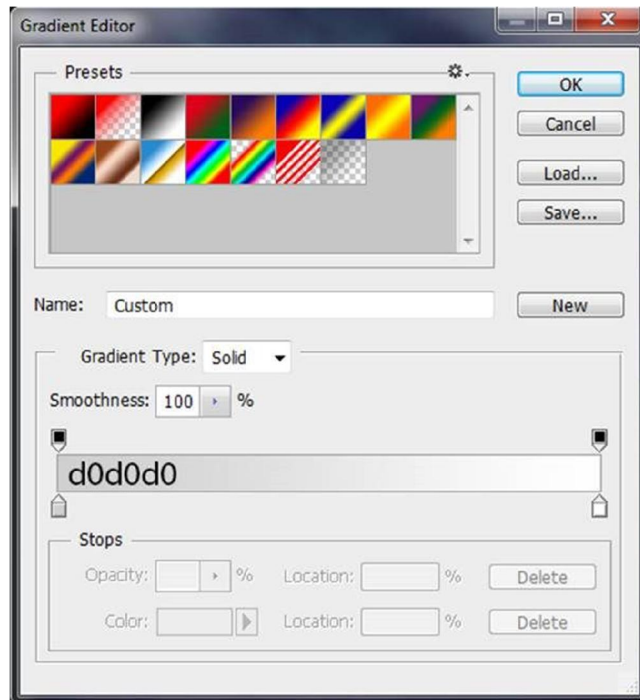 Gradient Editor
Presets
OK
Cancel
Load...
Save...
Name: Custom
New
Gradient Type: Solid
Smoothness: 100 %
d0d0d0
Stops
Opacity: % Location: % Delete
Color: Location: % Delete